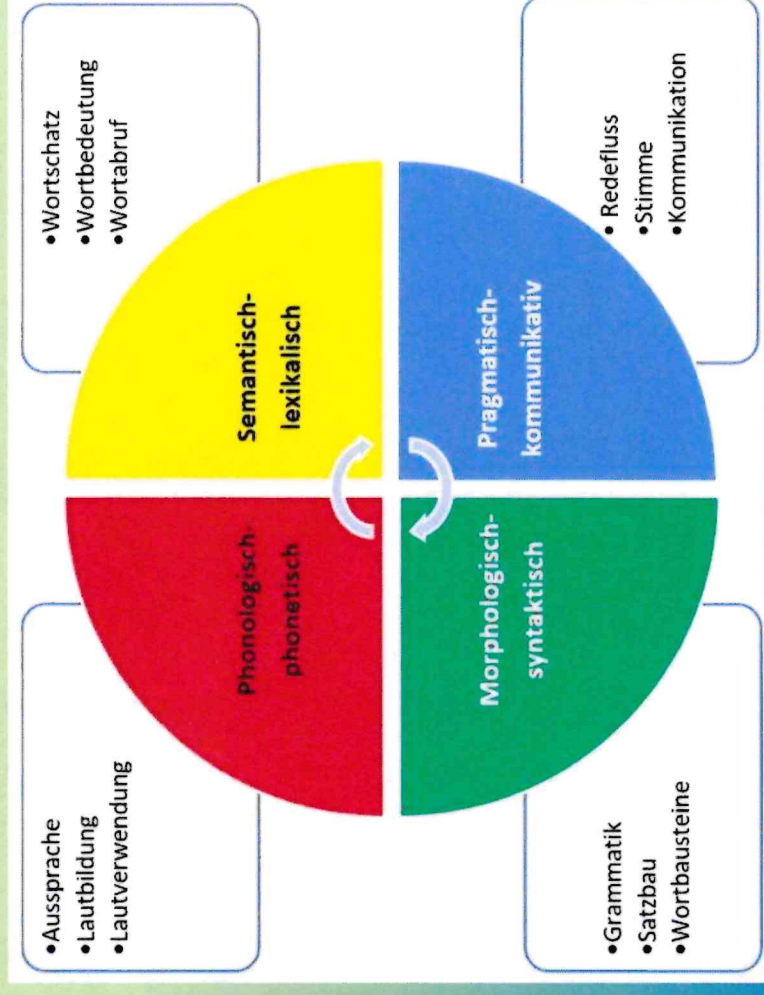 •Aussprache
•Lautbildung
•Lautverwendung
•Wortschatz
•Wortbedeutung
•Wortabruf
Phonologisch-
phonetisch
Semantisch-
lexikalisch
Morphologisch-
syntaktisch
Pragmatisch-
kommunikativ
•Grammatik
•Satzbau
•Wortbausteine
•Redefluss
•Stimme
•Kommunikation